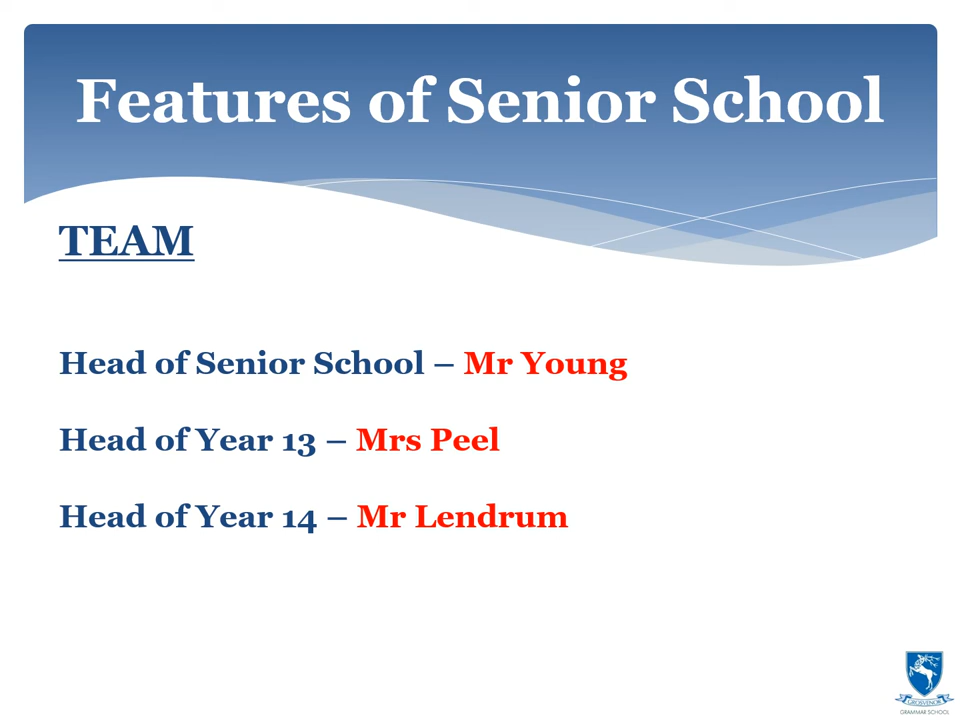 Features of Senior School
TEAM
Head of Senior School – Mr Young
Head of Year 13 – Mrs Peel
Head of Year 14 – Mr Lendrum
GROSVENOR
GRAMMAR SCHOOL